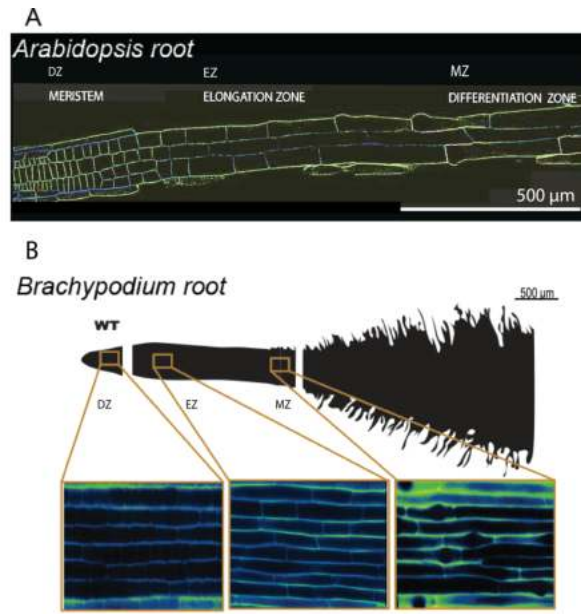 A
Arabidopsis root
DZ EZ MZ
MERISTEM ELONGATION ZONE DIFFERENTIATION ZONE
500 µm
B
Brachypodium root
500 µm
WT
DZ EZ MZ